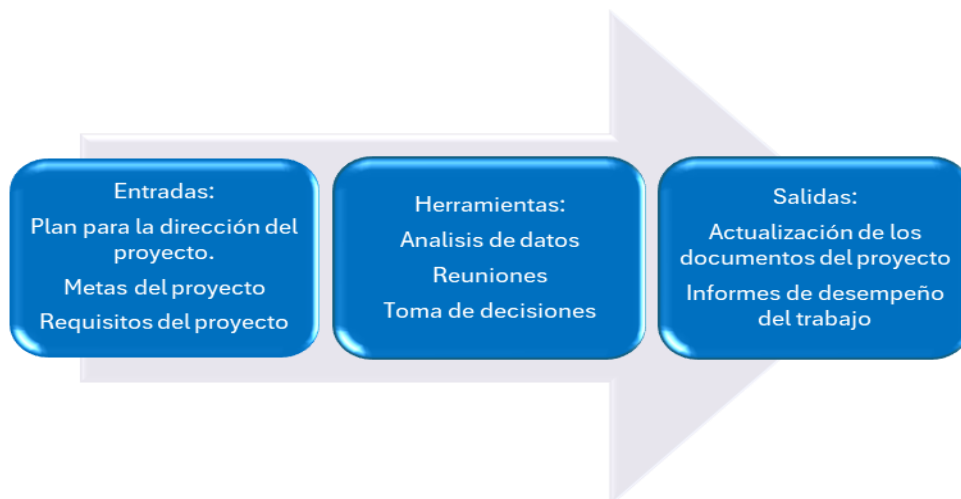 Entradas:
Plan para la dirección del
proyecto.
Metas del proyecto
Requisitos del proyecto
Herramientas:
Analisis de datos
Reuniones
Toma de decisiones
Salidas:
Actualización de los
documentos del proyecto
Informes de desempeño
del trabajo